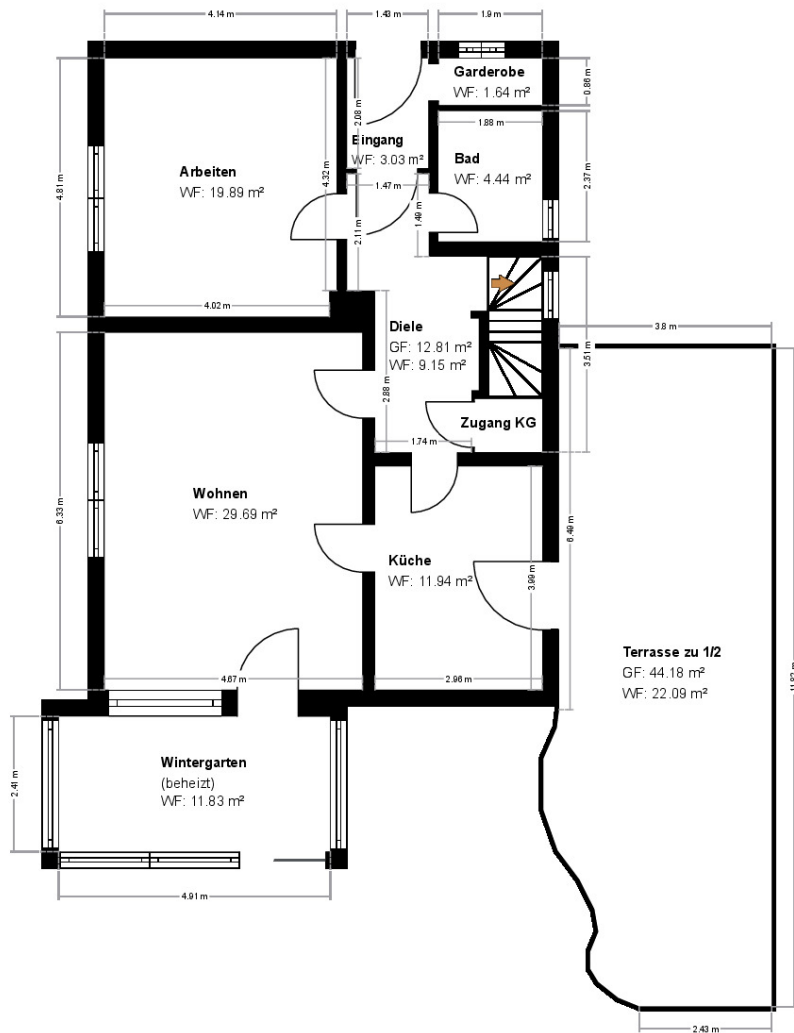 4.14 m
1.43 m
1.9 m
Garderobe
WF: 1.64 m²
0.86 m
2.08 m
1.88 m
Eingang
WF: 3.03 m²
Bad
WF: 4.44 m²
Arbeiten
WF: 19.89 m²
4.81 m
4.32 m
1.47 m
2.37 m
1.49 m
2.11 m
4.02 m
Diele
GF: 12.81 m²
WF: 9.15 m²
3.8 m
3.51 m
2.88 m
Zugang KG
1.74 m
Wohnen
WF: 29.69 m²
6.33 m
6.49 m
Küche
WF: 11.94 m²
3.99 m
Terrasse zu 1/2
GF: 44.18 m²
WF: 22.09 m²
4.67 m
2.96 m
Wintergarten
(beheizt)
WF: 11.83 m²
2.41 m
4.91 m
2.43 m